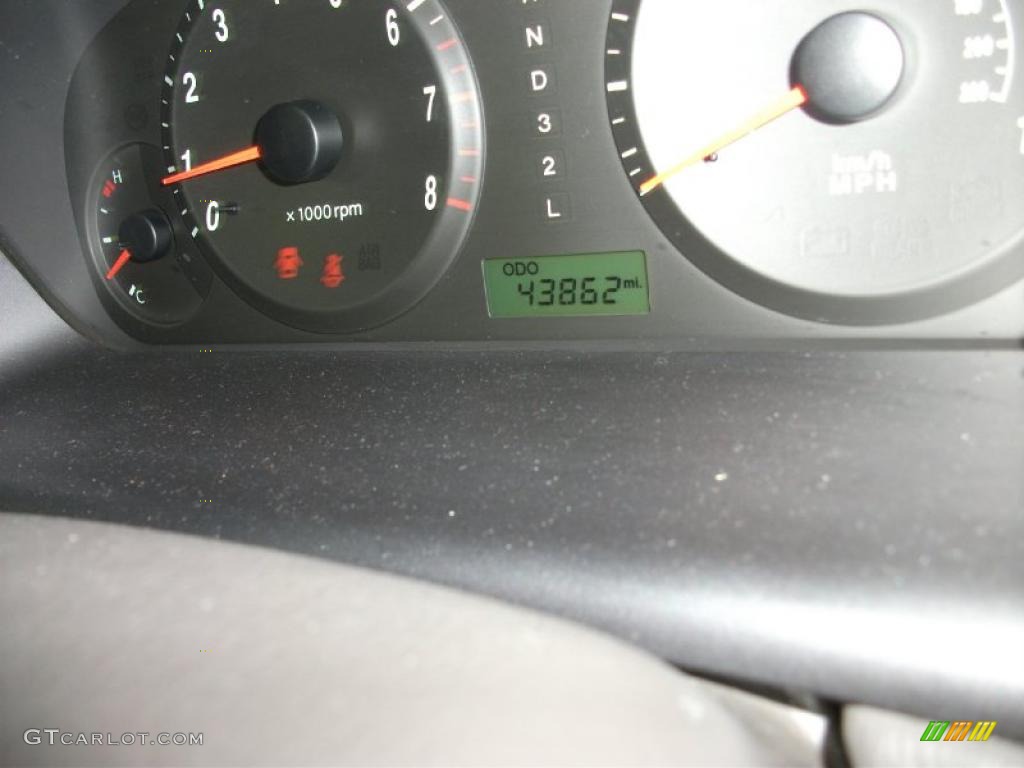 3
2
1
0
6
7
8
x 1000 rpm
H
C
N
D
3
2
L
ODO
43862 mi.
km/h
MPH
GTCARLOT.COM